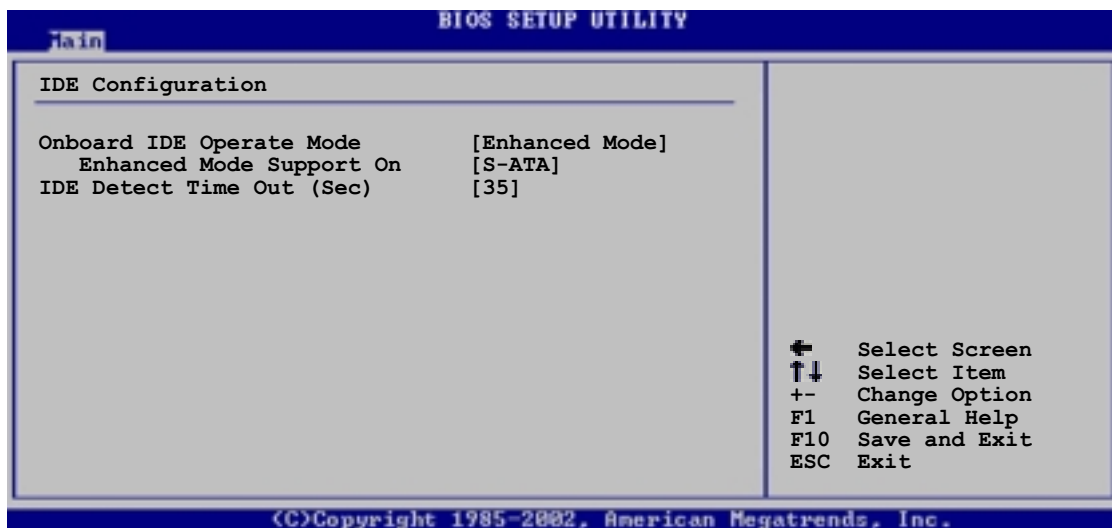 BIOS SETUP UTILITY
Main
IDE Configuration
Onboard IDE Operate Mode [Enhanced Mode]
Enhanced Mode Support On [S-ATA]
IDE Detect Time Out (Sec) [35]
← Select Screen
↑↓ Select Item
+- Change Option
F1 General Help
F10 Save and Exit
ESC Exit
(C)Copyright 1985-2002, American Megatrends, Inc.